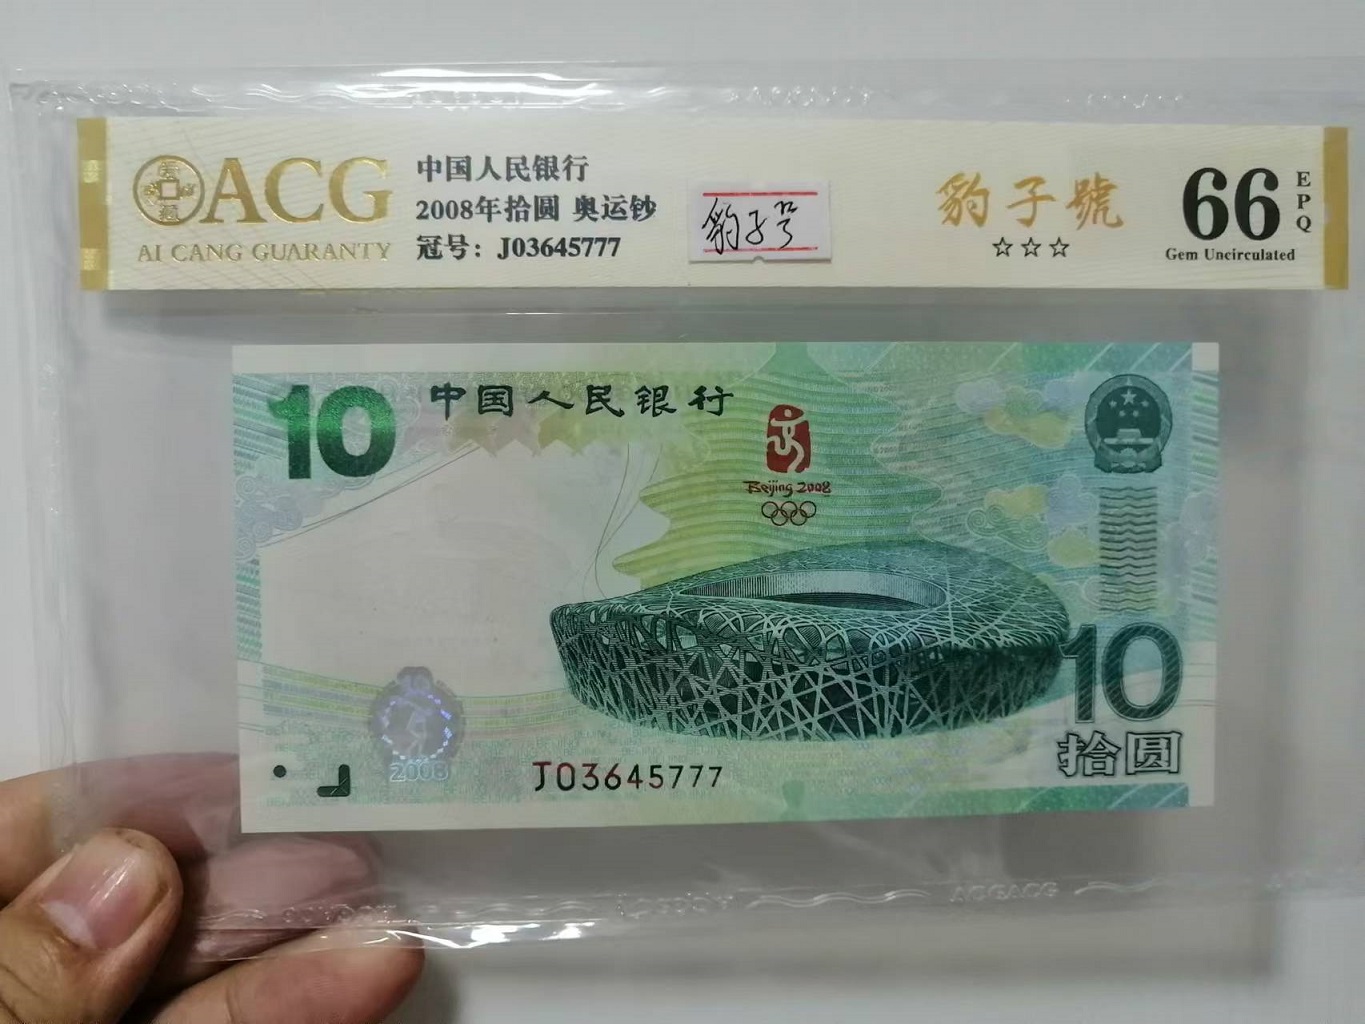 ACG
AI CANG GUARANTY
中国人民银行
2008年拾圆 奥运钞
冠号：J03645777
豹子号
豹子號
☆☆☆
66
EPQ
Gem Uncirculated
10
中国人民银行
Beijing 2008
10
拾圆
2008
J03645777
ACGACG